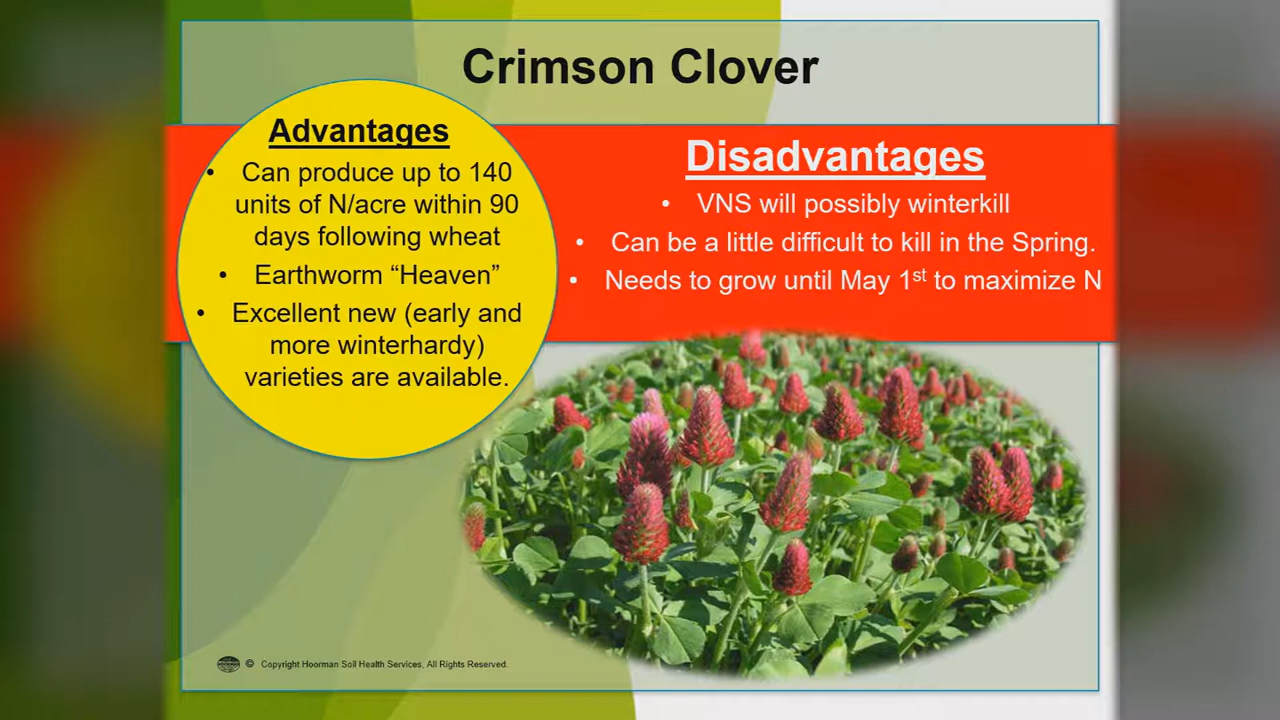 Crimson Clover
Advantages
• Can produce up to 140
units of N/acre within 90
days following wheat
• Earthworm “Heaven”
• Excellent new (early and
more winterhardy)
varieties are available.
Disadvantages
• VNS will possibly winterkill
• Can be a little difficult to kill in the Spring.
• Needs to grow until May 1st to maximize N
© Copyright Hoorman Soil Health Services, All Rights Reserved.